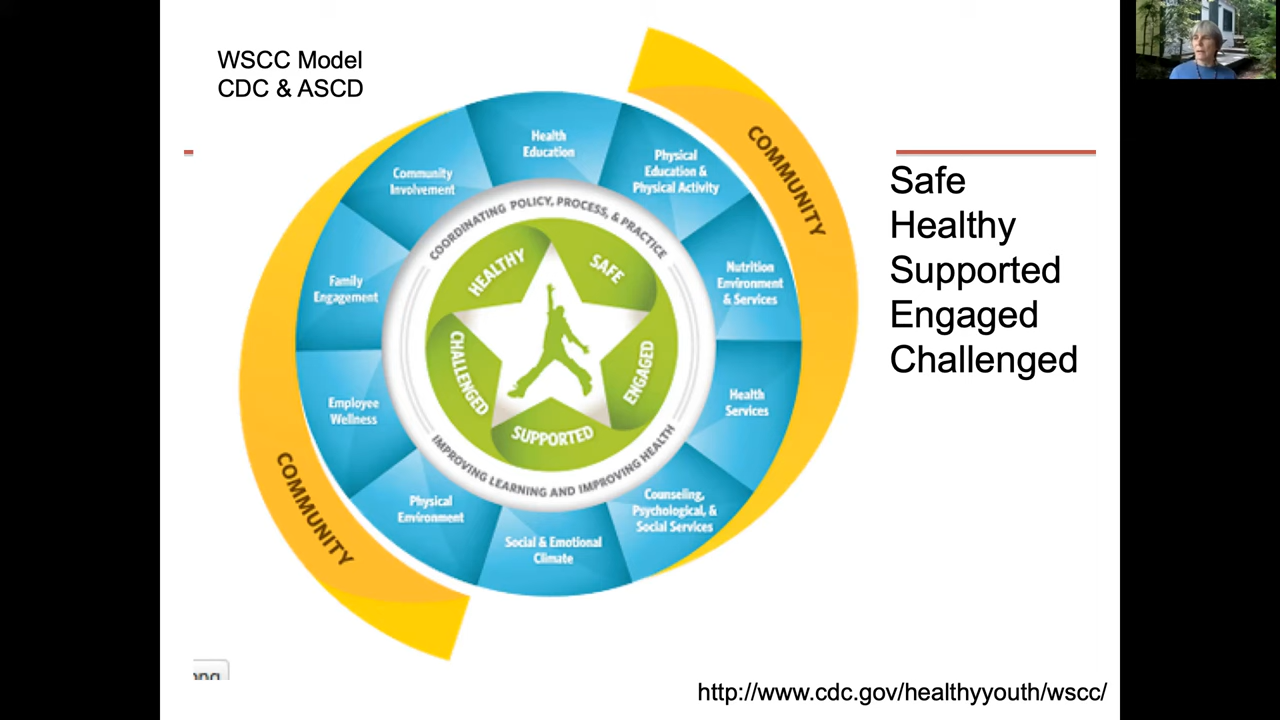 WSCC Model
CDC & ASCD
COMMUNITY
Health
Education
Physical
Education &
Physical Activity
Nutrition
Environment
& Services
Health
Services
Counseling,
Psychological, &
Social Services
Social & Emotional
Climate
Physical
Environment
Employee
Wellness
Family
Engagement
Community
Involvement
COORDINATING POLICY, PROCESS, & PRACTICE
IMPROVING LEARNING AND IMPROVING HEALTH
HEALTHY
SAFE
ENGAGED
SUPPORTED
CHALLENGED
COMMUNITY
Safe
Healthy
Supported
Engaged
Challenged
http://www.cdc.gov/healthyyouth/wscc/